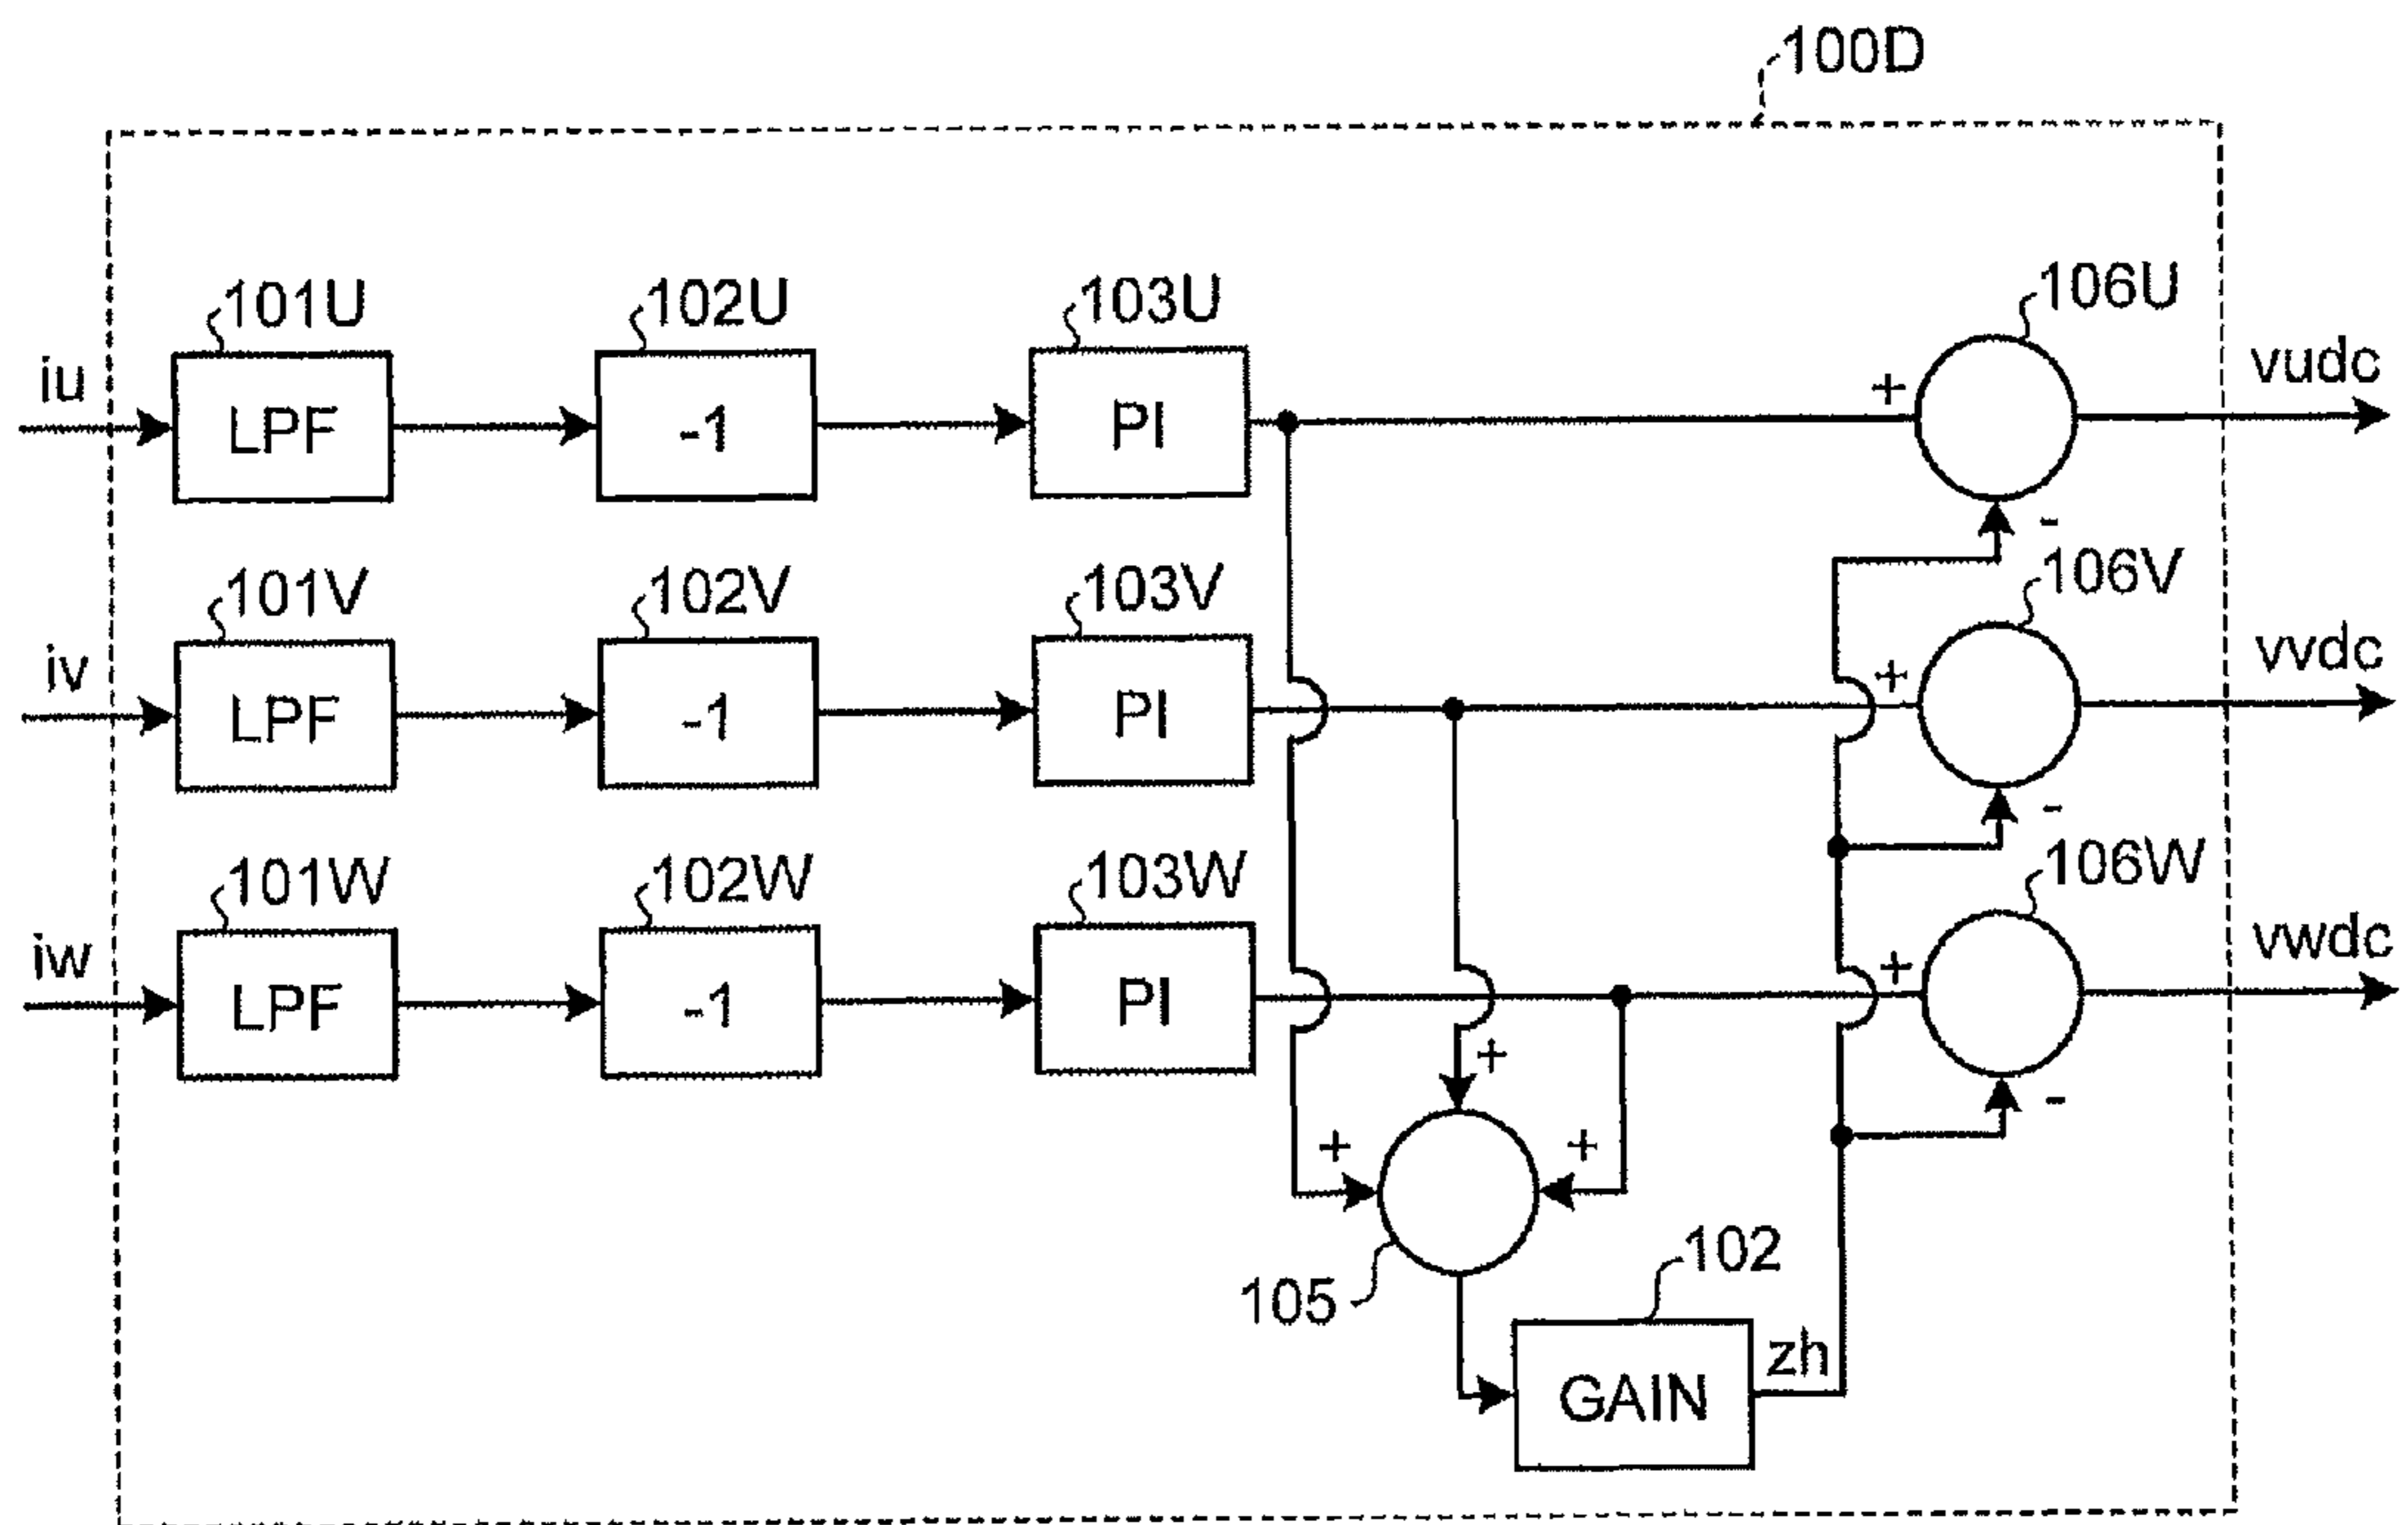 100D
101U 102U 103U 106U
iu LPF -1 PI + vudc
-
101V 102V 103V 106V
iv LPF -1 PI + vvdc
-
101W 102W 103W 106W
iw LPF -1 PI + vwdc
+ -
+ +
105 102
GAIN zh